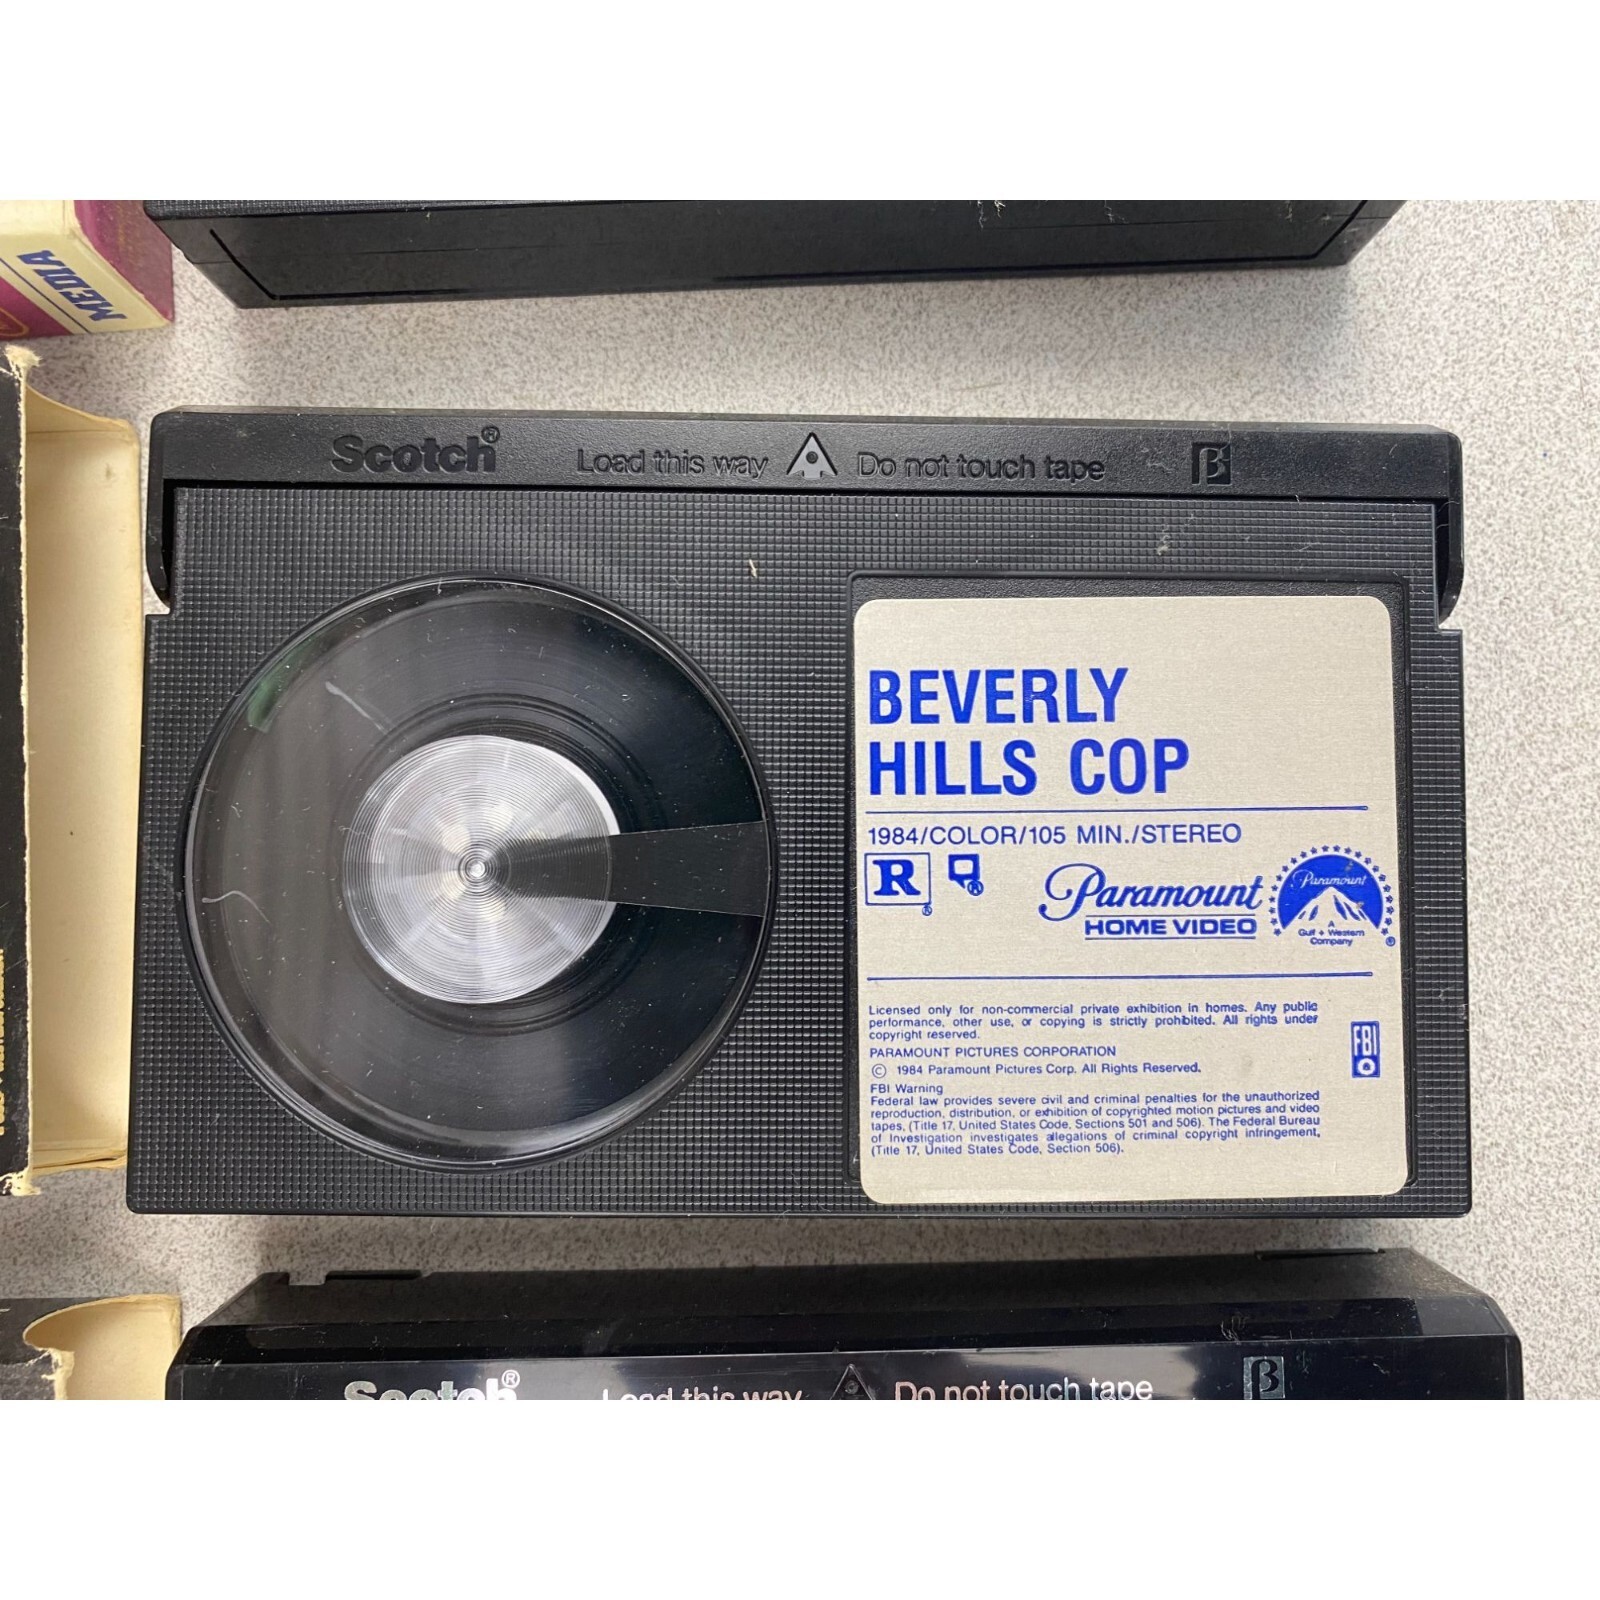 MEDIA
Scotch® Load this way Do not touch tape β
BEVERLY
HILLS COP
1984/COLOR/105 MIN./STEREO
R ® ®
Paramount
HOME VIDEO
Paramount
A
Gulf + Western
Company ®
Licensed only for non-commercial private exhibition in homes. Any public
performance, other use, or copying is strictly prohibited. All rights under
copyright reserved.
FBI
PARAMOUNT PICTURES CORPORATION
© 1984 Paramount Pictures Corp. All Rights Reserved.
FBI Warning
Federal law provides severe civil and criminal penalties for the unauthorized
reproduction, distribution, or exhibition of copyrighted motion pictures and video
tapes, (Title 17, United States Code, Sections 501 and 506). The Federal Bureau
of Investigation investigates allegations of criminal copyright infringement,
(Title 17, United States Code, Section 506).
Scotch® Load this way Do not touch tape β